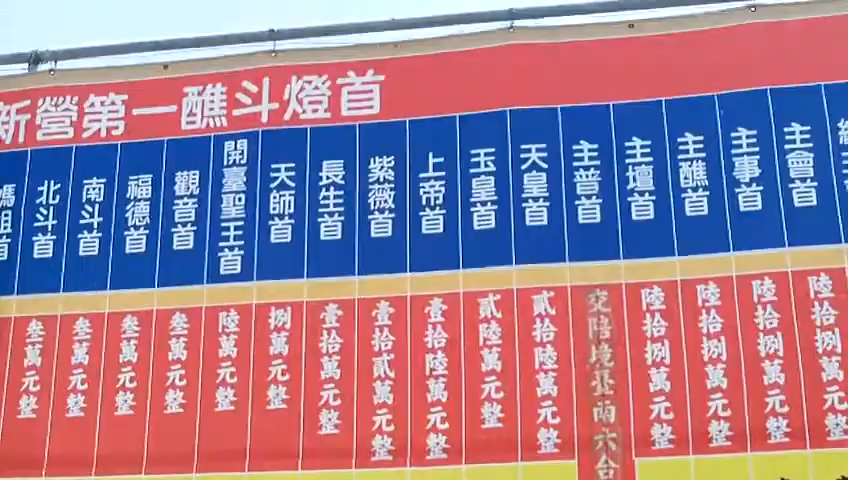 新營第一醮斗燈首
主會首
主事首
主醮首
主壇首
主普首
天皇首
玉皇首
上帝首
紫薇首
長生首
天師首
開臺聖王首
觀音首
福德首
南斗首
北斗首
媽祖首
陸拾捌萬元整
陸拾捌萬元整
陸拾捌萬元整
陸拾捌萬元整
交陪境臺南六合
貳拾陸萬元整
貳陸萬元整
壹拾陸萬元整
壹拾貳萬元整
壹拾萬元整
捌萬元整
陸萬元整
叁萬元整
叁萬元整
叁萬元整
叁萬元整